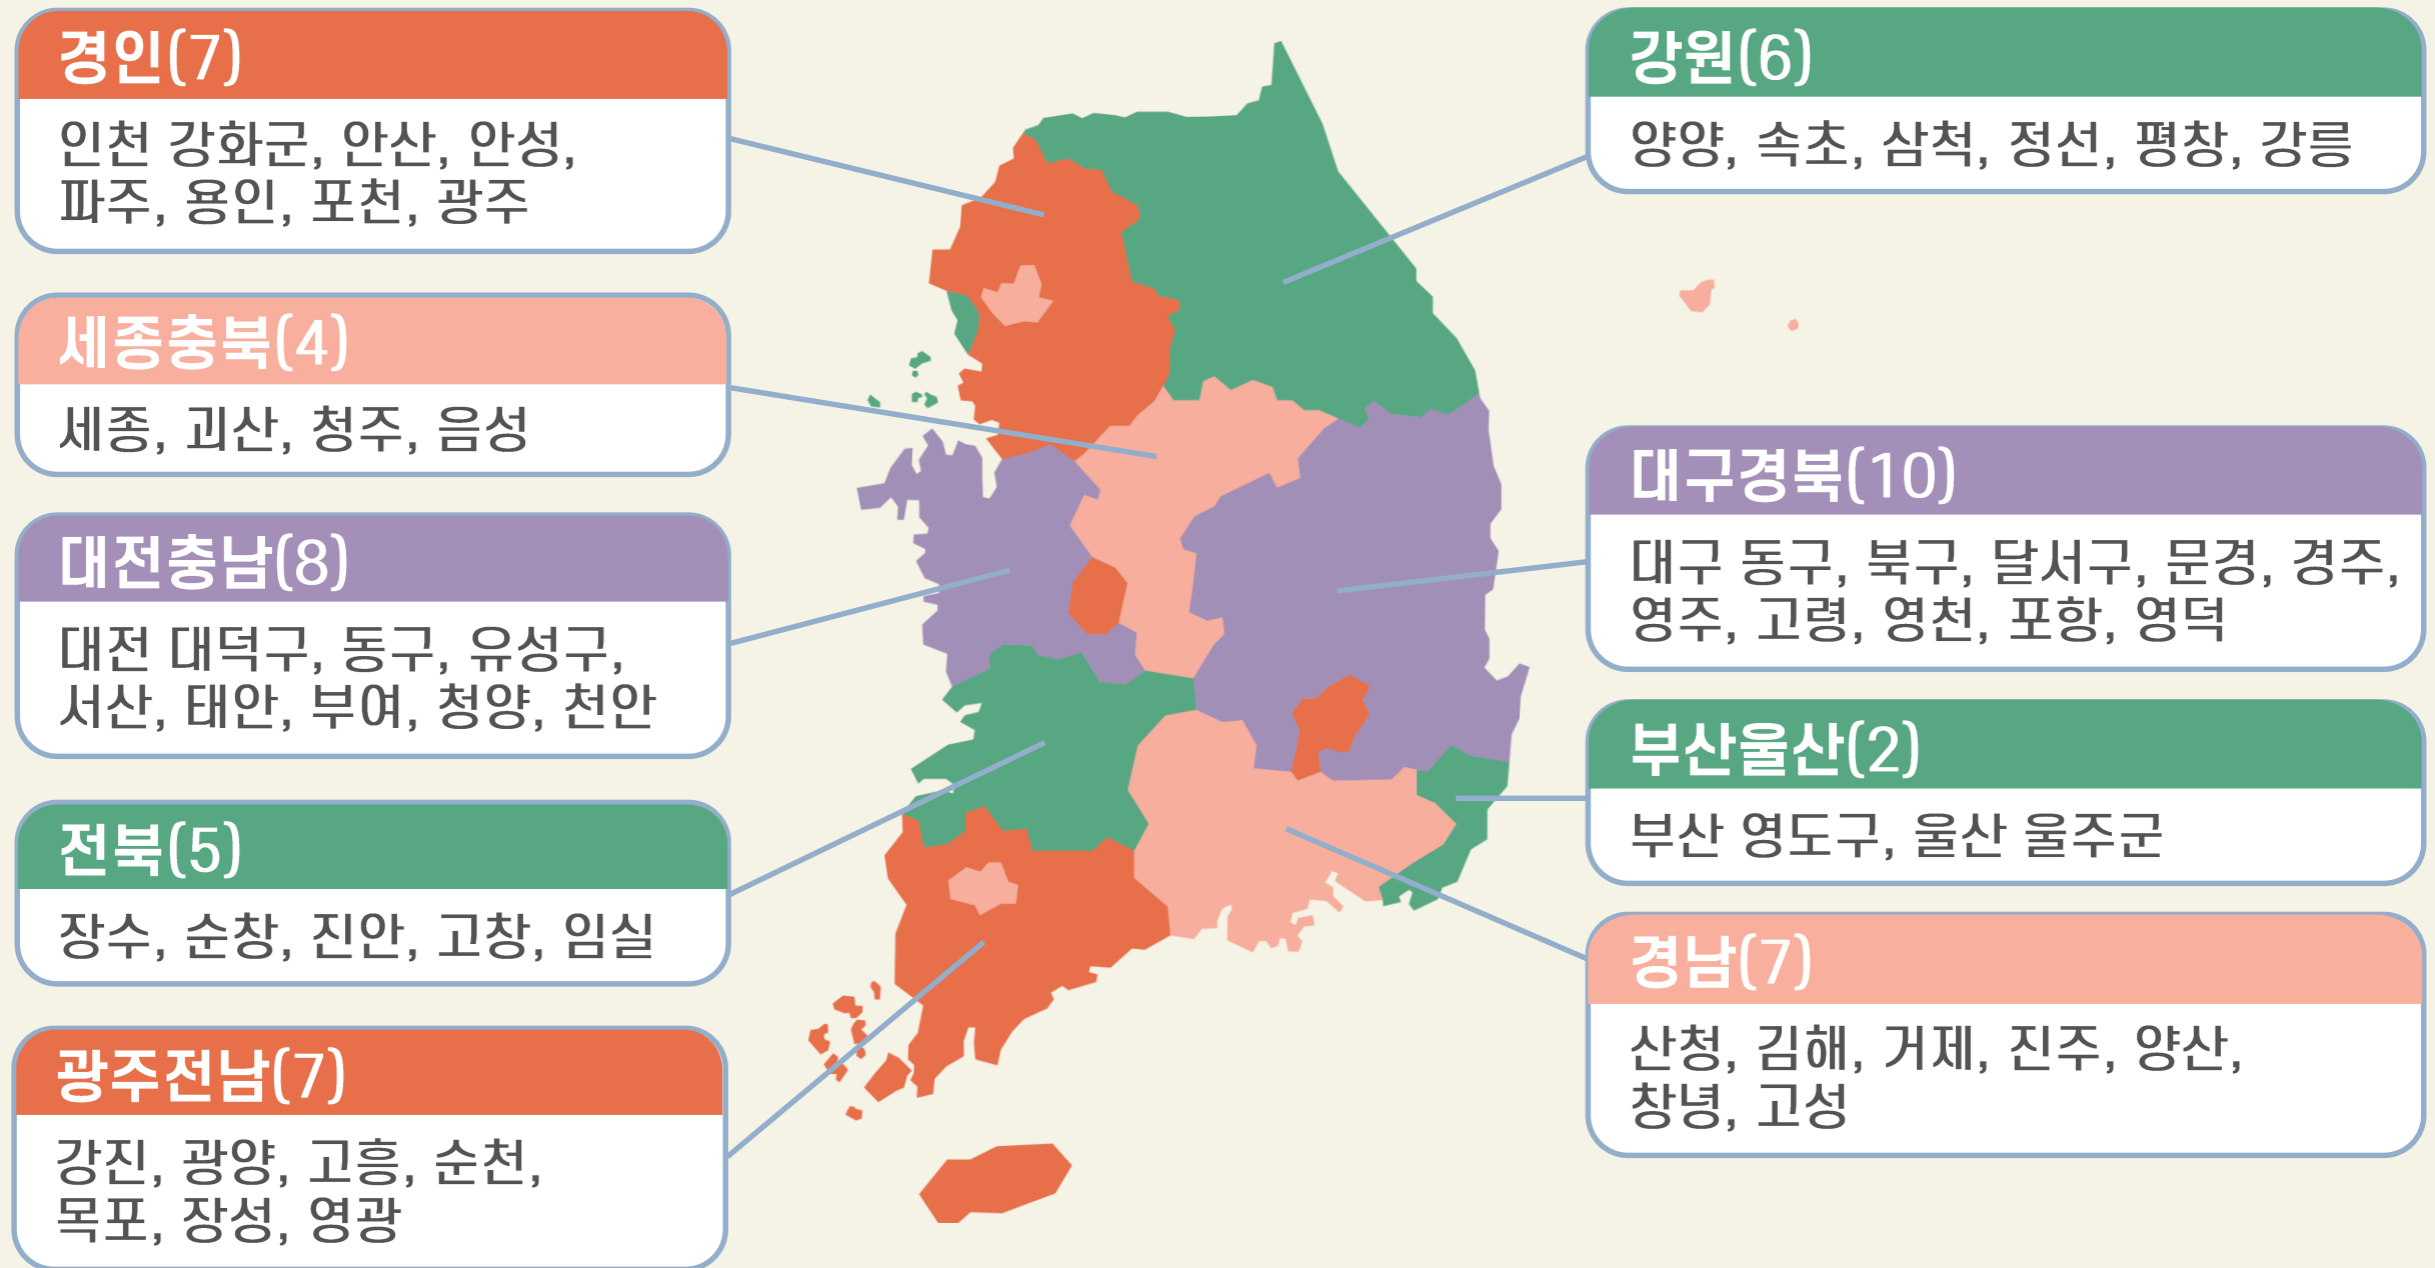 경인(7)
인천 강화군, 안산, 안성,
파주, 용인, 포천, 광주
세종충북(4)
세종, 괴산, 청주, 음성
대전충남(8)
대전 대덕구, 동구, 유성구,
서산, 태안, 부여, 청양, 천안
전북(5)
장수, 순창, 진안, 고창, 임실
광주전남(7)
강진, 광양, 고흥, 순천,
목포, 장성, 영광
강원(6)
양양, 속초, 삼척, 정선, 평창, 강릉
대구경북(10)
대구 동구, 북구, 달서구, 문경, 경주,
영주, 고령, 영천, 포항, 영덕
부산울산(2)
부산 영도구, 울산 울주군
경남(7)
산청, 김해, 거제, 진주, 양산,
창녕, 고성